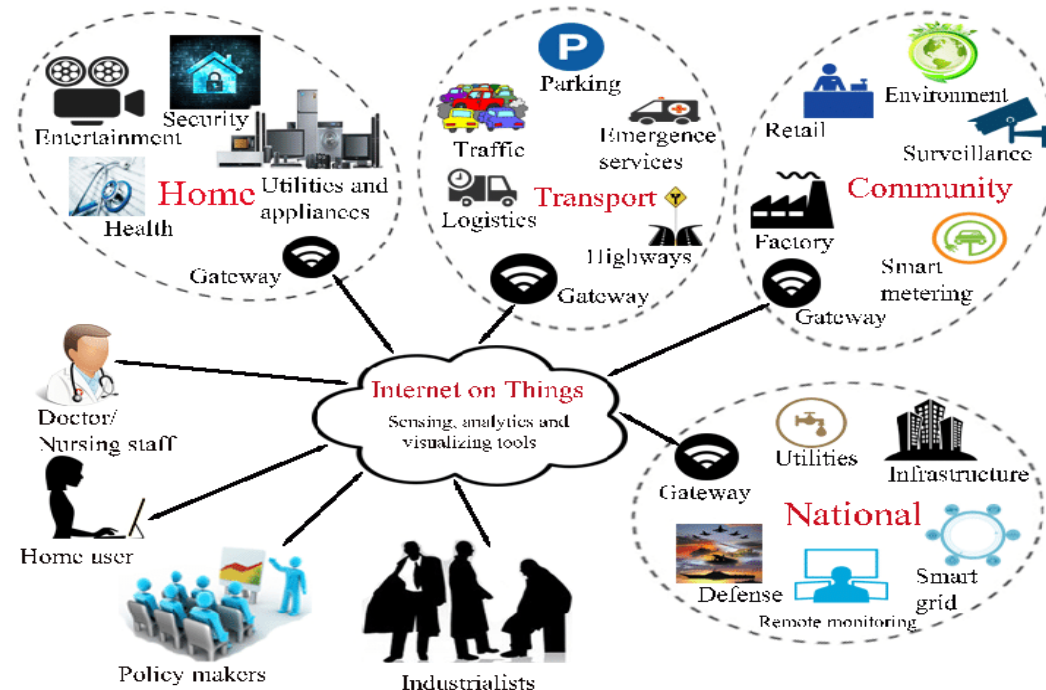 Entertainment
Security
Health
Home
Utilities and
appliances
Gateway
Parking
Traffic
Emergence
services
Logistics
Transport
Highways
Gateway
Retail
Environment
Surveillance
Community
Factory
Smart
metering
Gateway
Internet on Things
Sensing, analytics and
visualizing tools
Doctor/
Nursing staff
Home user
Policy makers
Industrialists
Gateway
Utilities
Infrastructure
National
Defense
Remote monitoring
Smart
grid
P